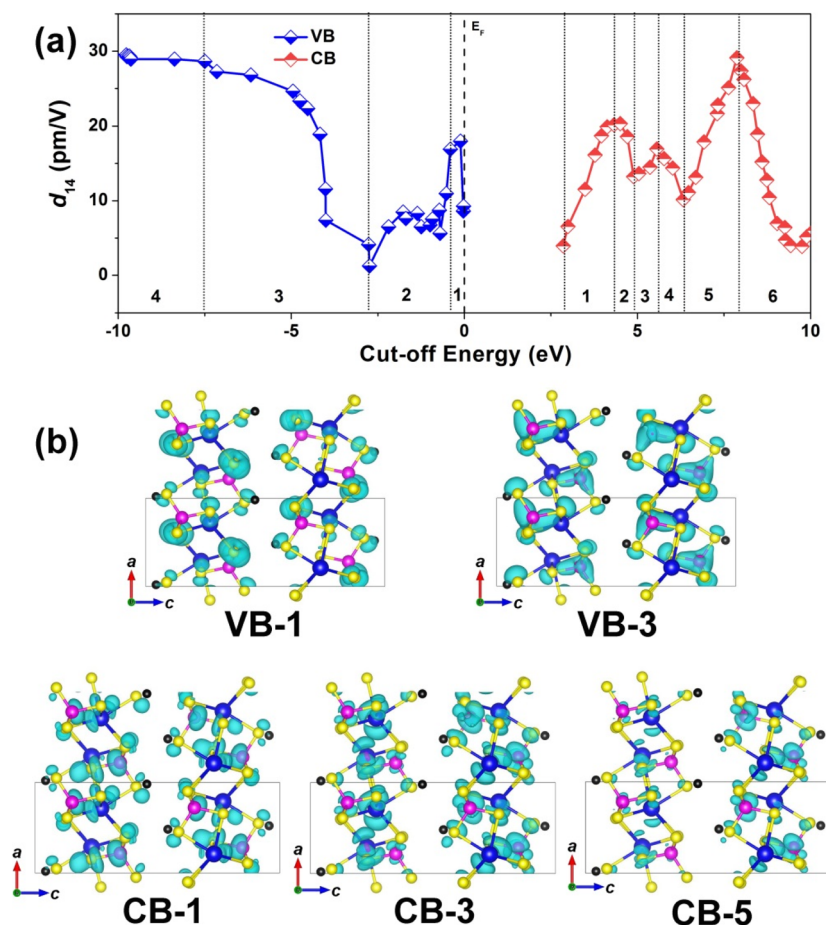 (a)
VB
CB
E_F
30
20
10
0
d₁₄ (pm/V)
4 3 2 1 1 2 3 4 5 6
-10 -5 0 5 10
Cut-off Energy (eV)
(b)
a
c
VB-1
a
c
VB-3
a
c
CB-1
a
c
CB-3
a
c
CB-5